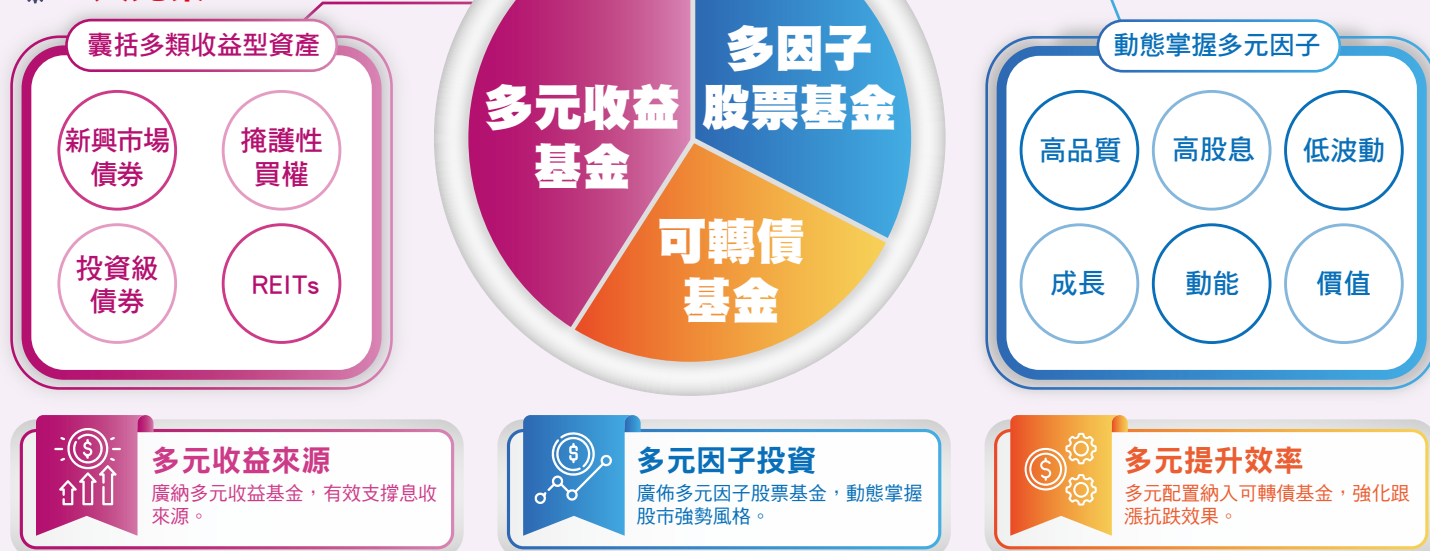 囊括多類收益型資產
新興市場
債券
掩護性
買權
投資級
債券
REITs
多元收益
基金
多因子
股票基金
可轉債
基金
動態掌握多元因子
高品質
高股息
低波動
成長
動能
價值
多元收益來源
廣納多元收益基金，有效支撐息收
來源。
多元因子投資
廣佈多元因子股票基金，動態掌握
股市強勢風格。
多元提升效率
多元配置納入可轉債基金，強化跟
漲抗跌效果。